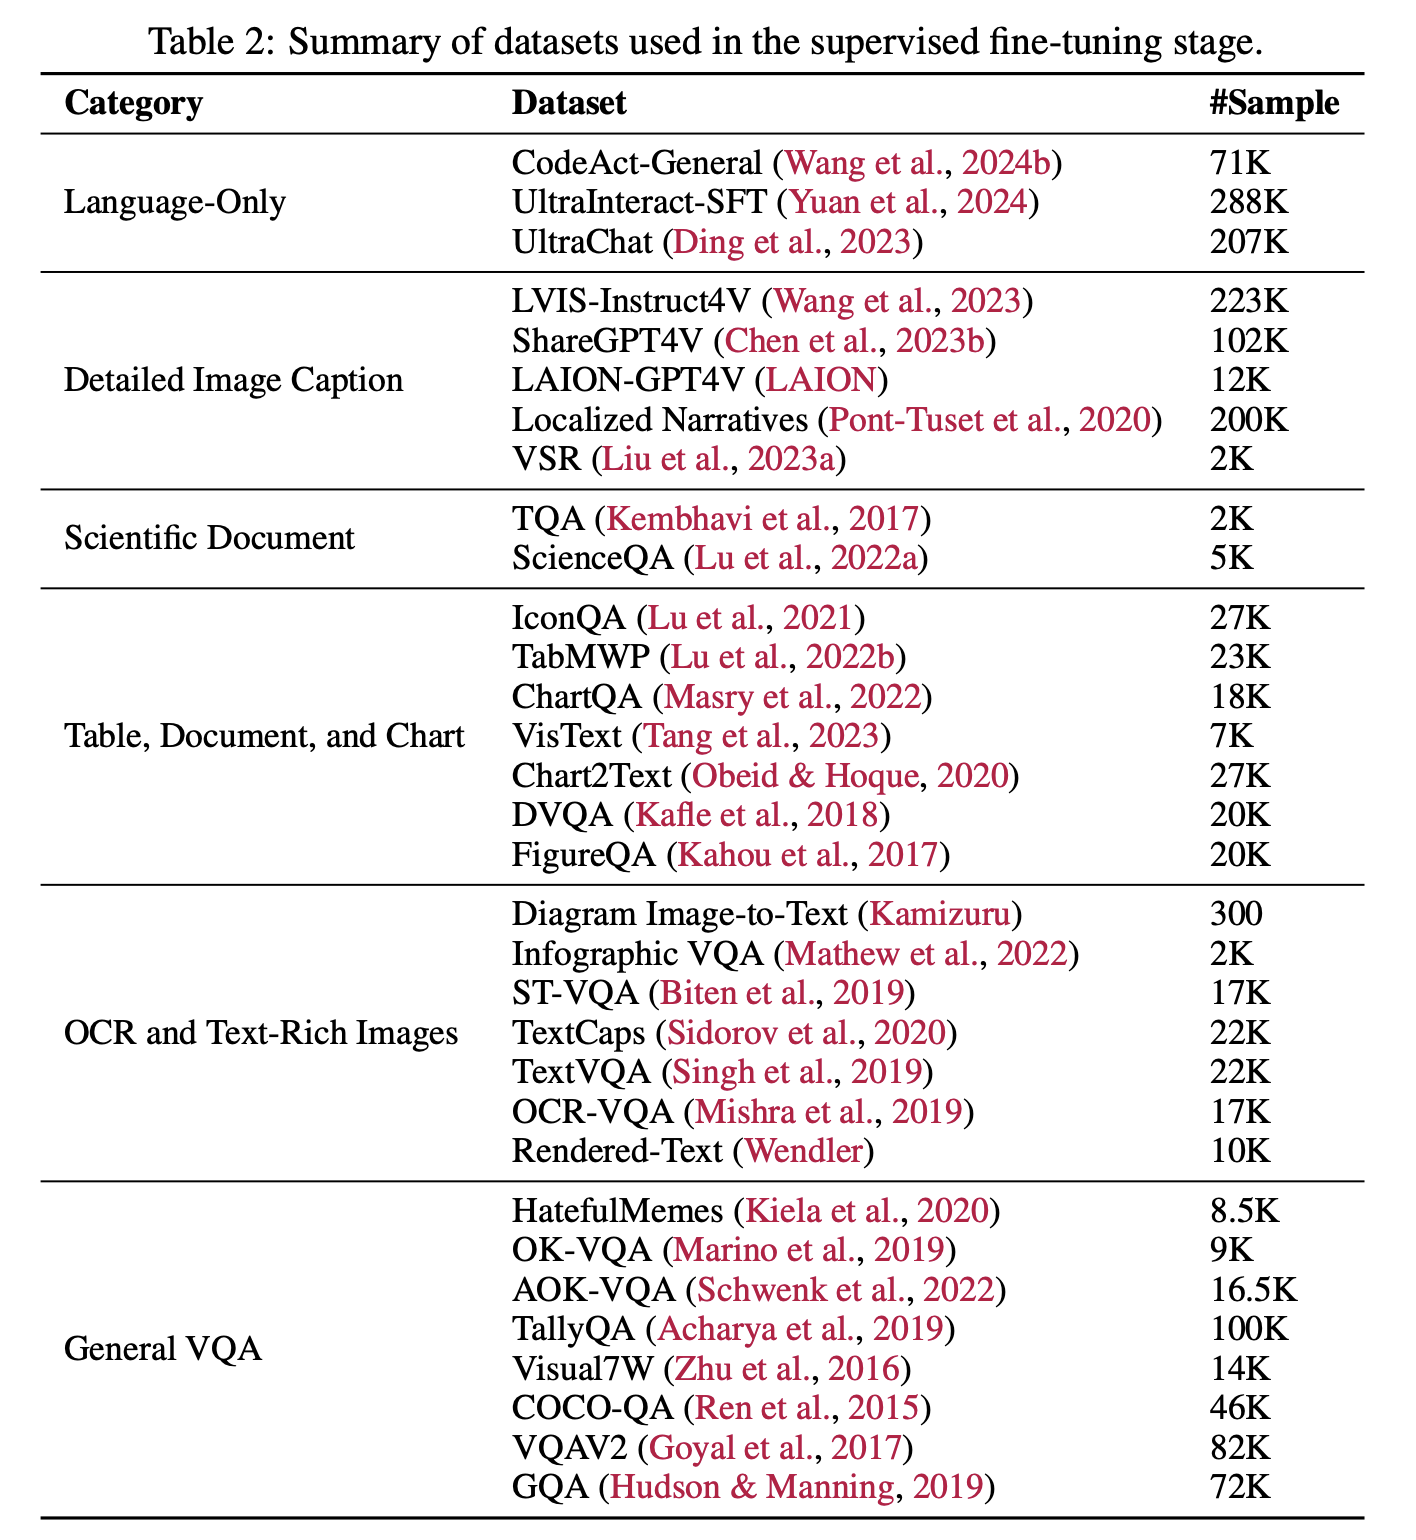 Table 2: Summary of datasets used in the supervised fine-tuning stage.
Category Dataset #Sample
Language-Only
CodeAct-General (Wang et al., 2024b) 71K
UltraInteract-SFT (Yuan et al., 2024) 288K
UltraChat (Ding et al., 2023) 207K
Detailed Image Caption
LVIS-Instruct4V (Wang et al., 2023) 223K
ShareGPT4V (Chen et al., 2023b) 102K
LAION-GPT4V (LAION) 12K
Localized Narratives (Pont-Tuset et al., 2020) 200K
VSR (Liu et al., 2023a) 2K
Scientific Document
TQA (Kembhavi et al., 2017) 2K
ScienceQA (Lu et al., 2022a) 5K
Table, Document, and Chart
IconQA (Lu et al., 2021) 27K
TabMWP (Lu et al., 2022b) 23K
ChartQA (Masry et al., 2022) 18K
VisText (Tang et al., 2023) 7K
Chart2Text (Obeid & Hoque, 2020) 27K
DVQA (Kafle et al., 2018) 20K
FigureQA (Kahou et al., 2017) 20K
OCR and Text-Rich Images
Diagram Image-to-Text (Kamizuru) 300
Infographic VQA (Mathew et al., 2022) 2K
ST-VQA (Biten et al., 2019) 17K
TextCaps (Sidorov et al., 2020) 22K
TextVQA (Singh et al., 2019) 22K
OCR-VQA (Mishra et al., 2019) 17K
Rendered-Text (Wendler) 10K
General VQA
HatefulMemes (Kiela et al., 2020) 8.5K
OK-VQA (Marino et al., 2019) 9K
AOK-VQA (Schwenk et al., 2022) 16.5K
TallyQA (Acharya et al., 2019) 100K
Visual7W (Zhu et al., 2016) 14K
COCO-QA (Ren et al., 2015) 46K
VQAV2 (Goyal et al., 2017) 82K
GQA (Hudson & Manning, 2019) 72K